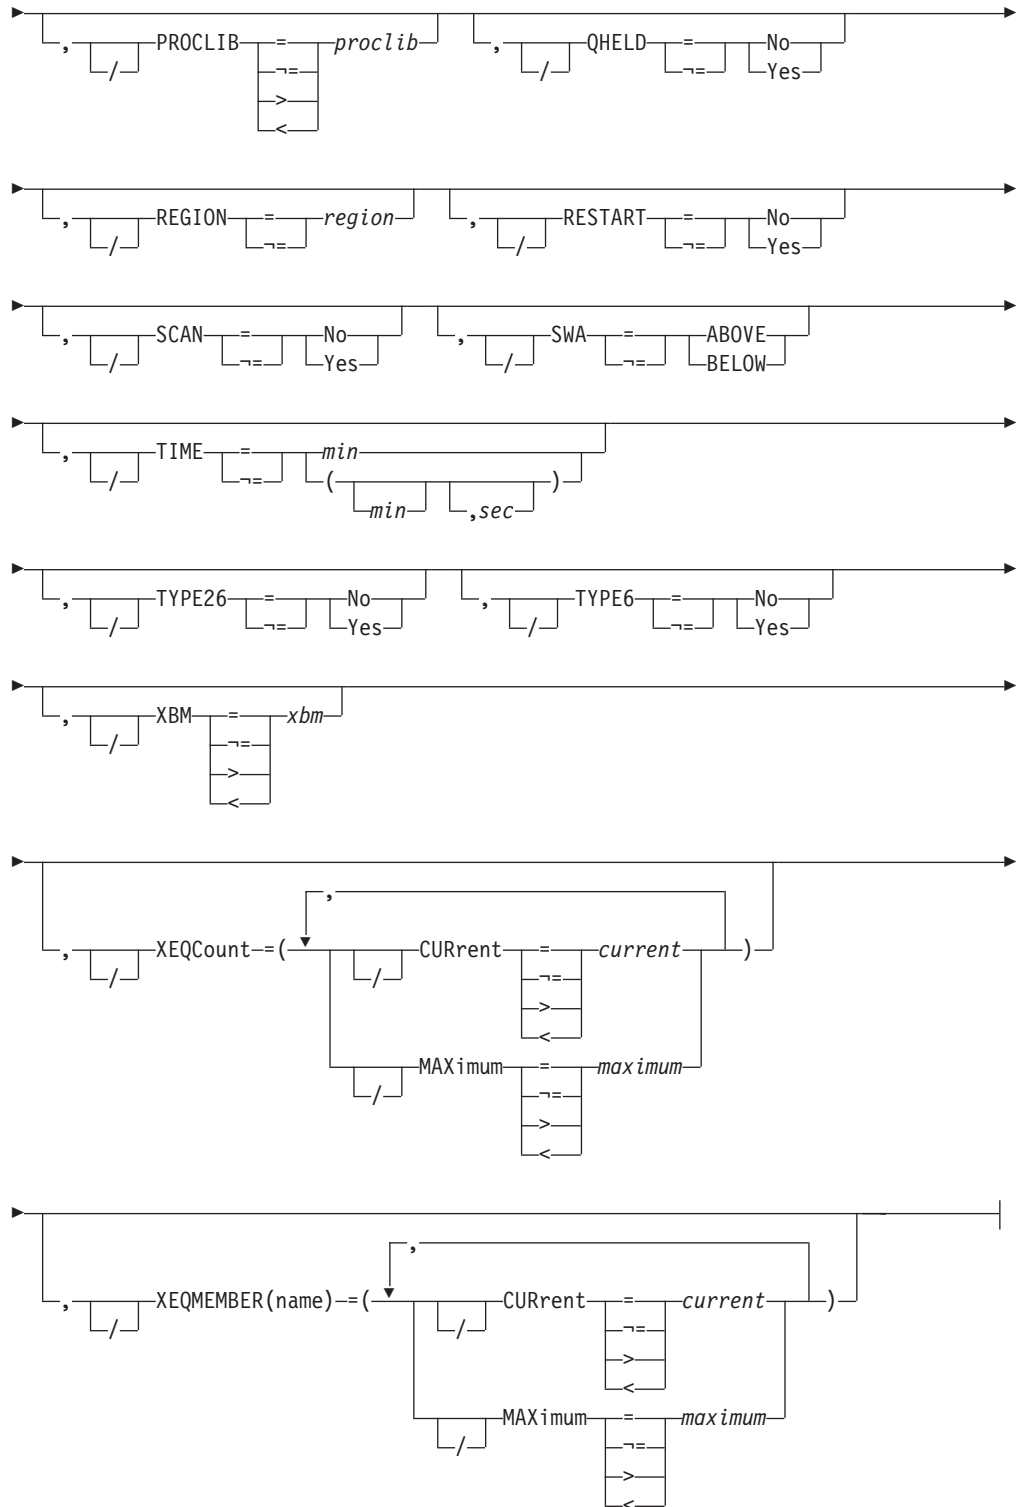 , / PROCLIB = proclib , / QHELD = No
¬= ¬= Yes
>
<
, / REGION = region , / RESTART = No
¬= ¬= Yes
, / SCAN = No , / SWA = ABOVE
¬= Yes ¬= BELOW
, / TIME = min
¬= ( min ,sec )
, / TYPE26 = No , / TYPE6 = No
¬= Yes ¬= Yes
, / XBM = xbm
¬=
>
<
,
, / XEQCount =( / CURrent = current )
¬=
>
<
/ MAXimum = maximum
¬=
>
<
,
, / XEQMEMBER(name) =( / CURrent = current )
¬=
>
<
/ MAXimum = maximum
¬=
>
<